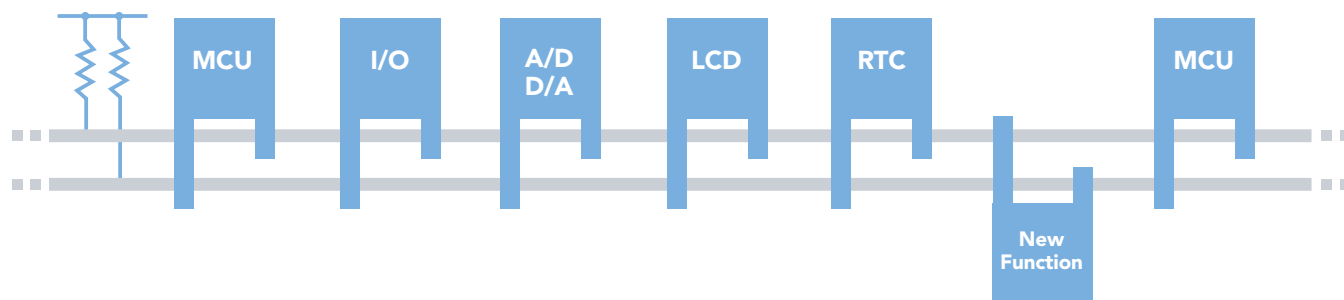 MCU
I/O
A/D
D/A
LCD
RTC
MCU
New
Function